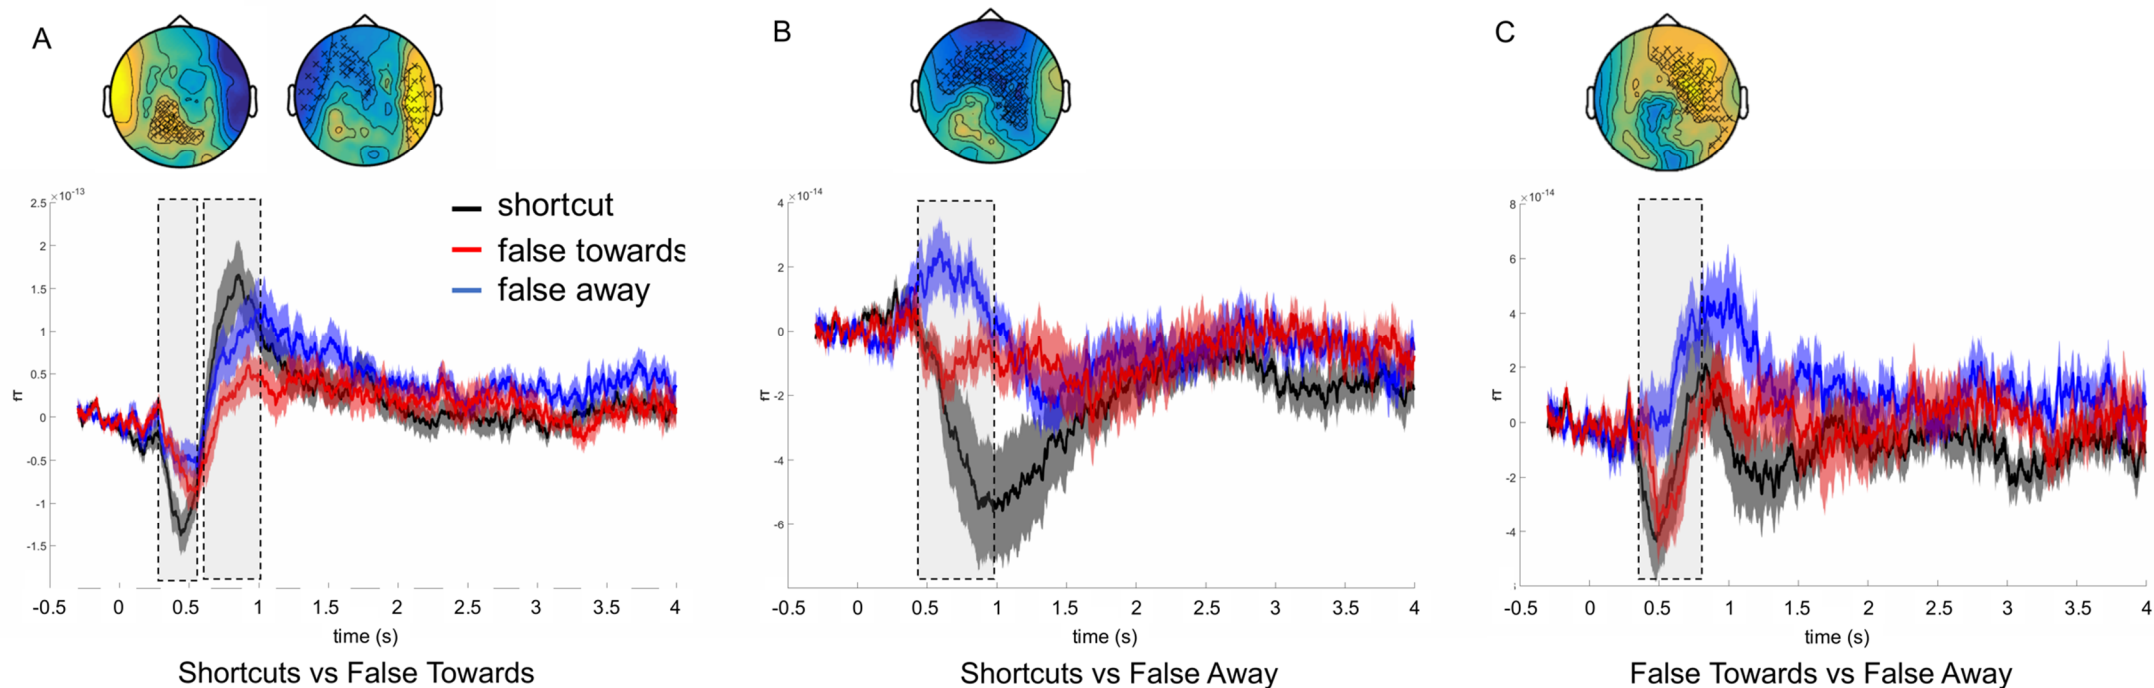 A
B
C
×10⁻¹³
2.5
2
1.5
1
0.5
0
-0.5
-1
-1.5
fT
shortcut
false towards
false away
-0.5 0 0.5 1 1.5 2 2.5 3 3.5 4
time (s)
Shortcuts vs False Towards
×10⁻¹⁴
4
2
0
-2
-4
-6
fT
-0.5 0 0.5 1 1.5 2 2.5 3 3.5 4
time (s)
Shortcuts vs False Away
×10⁻¹⁴
8
6
4
2
0
-2
-4
fT
-0.5 0 0.5 1 1.5 2 2.5 3 3.5 4
time (s)
False Towards vs False Away